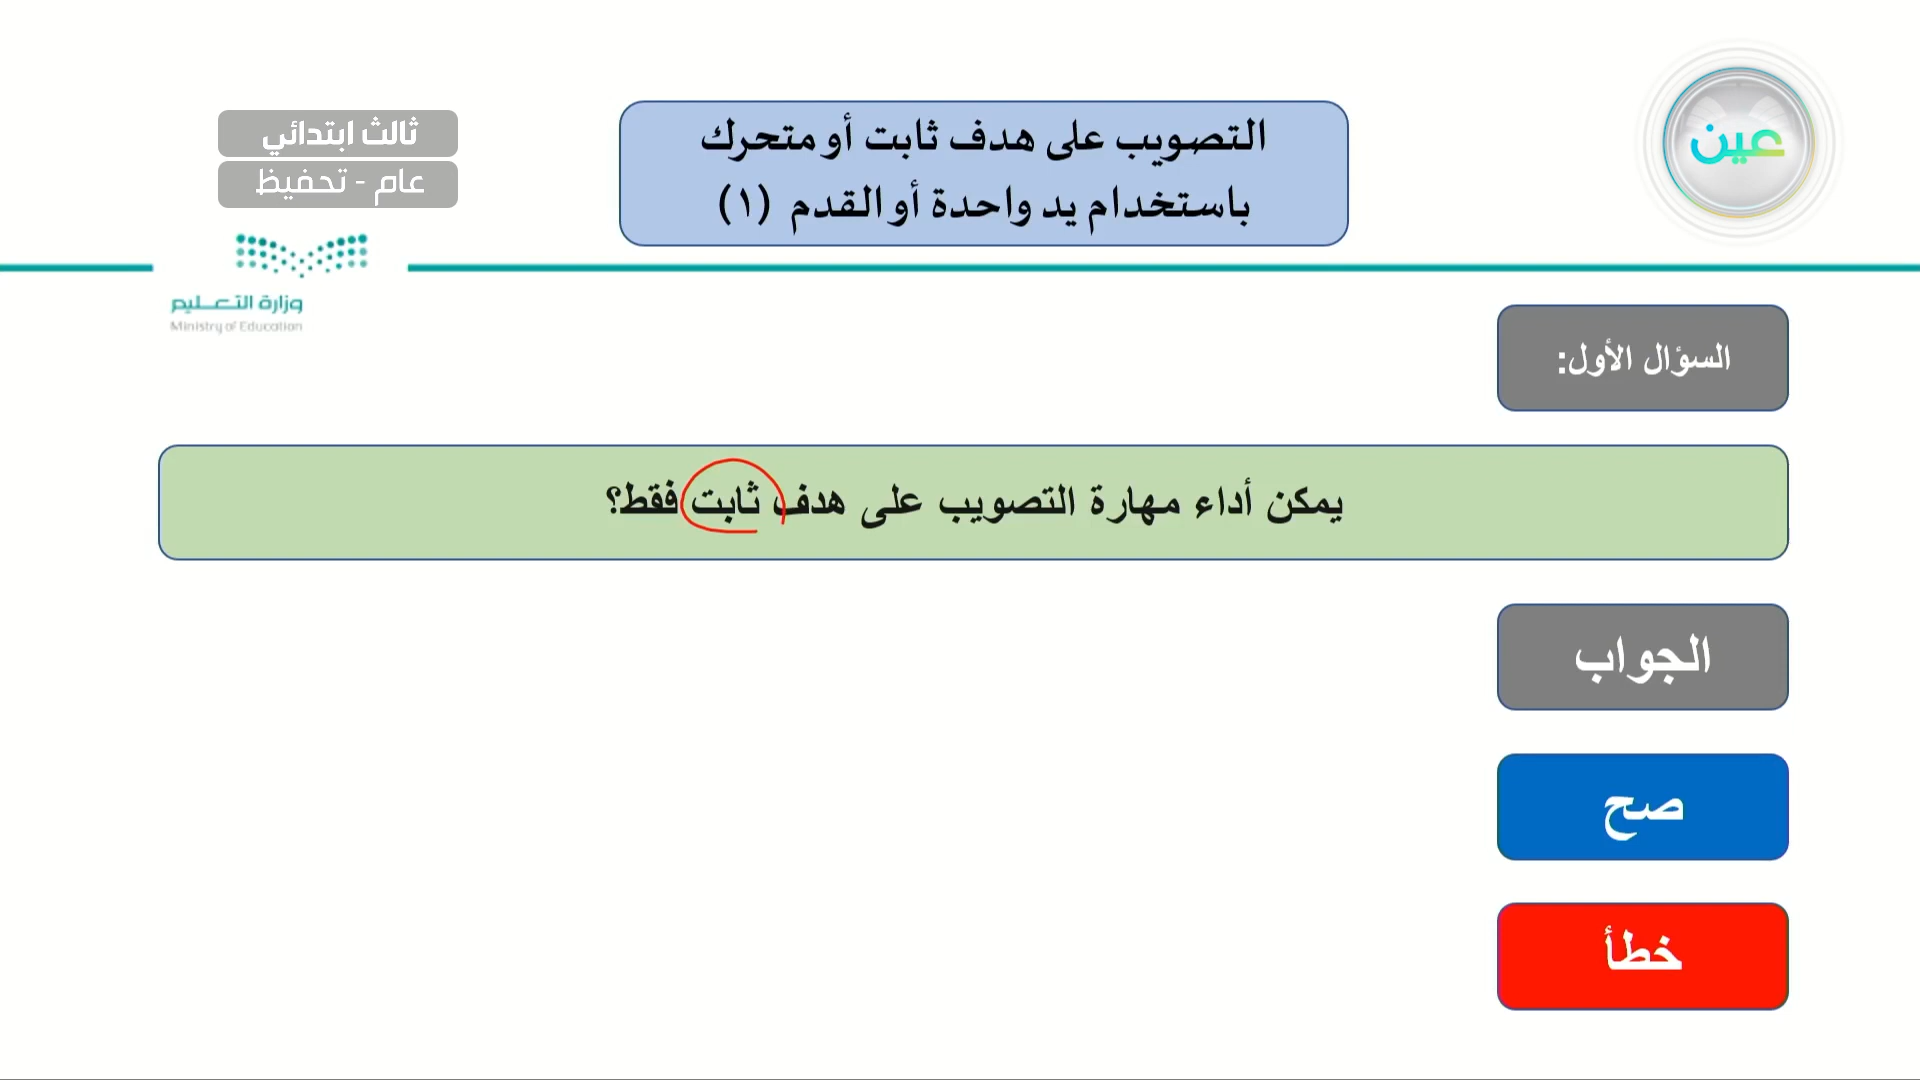 عين
التصويب على هدف ثابت أو متحرك
باستخدام يد واحدة أو القدم (١)
ثالث ابتدائي
عام - تحفيظ
وزارة التعليم
Ministry of Education
السؤال الأول:
يمكن أداء مهارة التصويب على هدف ثابت فقط؟
الجواب
صح
خطأ